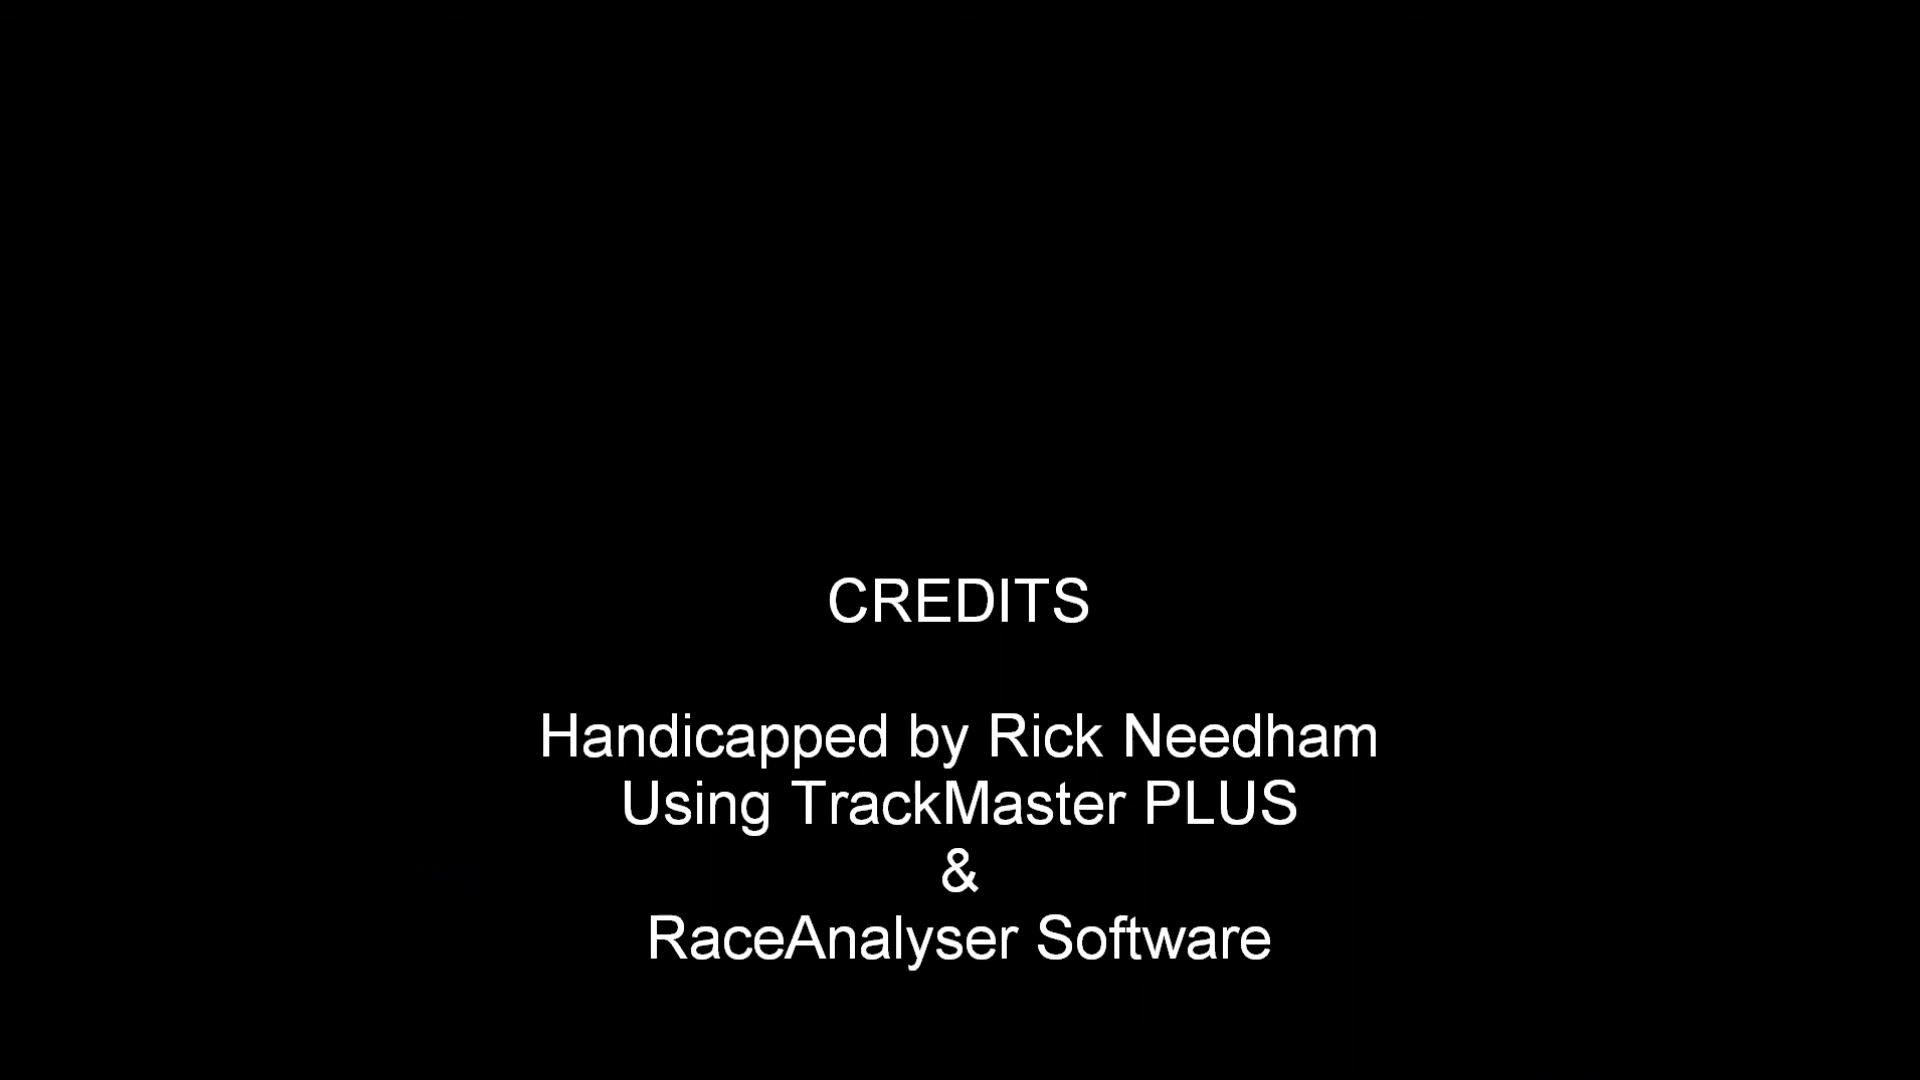 CREDITS
Handicapped by Rick Needham
Using TrackMaster PLUS
&
RaceAnalyser Software